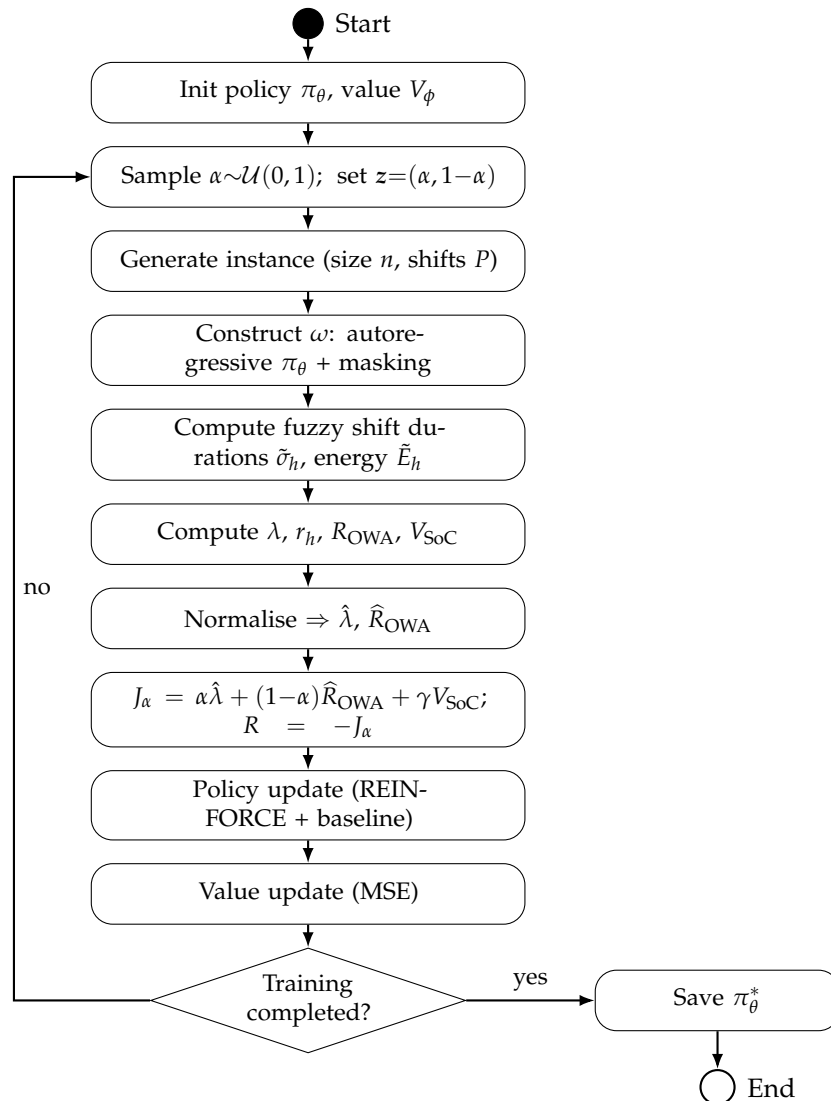 Start
Init policy π_θ, value V_ϕ
Sample α∼𝒰(0, 1); set z=(α, 1−α)
Generate instance (size n, shifts P)
Construct ω: autore-
gressive π_θ + masking
Compute fuzzy shift du-
rations σ̃_h, energy Ẽ_h
Compute λ, r_h, R_OWA, V_SoC
no
Normalise ⇒ λ̂, R̂_OWA
J_α = αλ̂ + (1−α)R̂_OWA + γV_SoC;
R = −J_α
Policy update (REIN-
FORCE + baseline)
Value update (MSE)
Training
completed?
yes
Save π*_θ
End